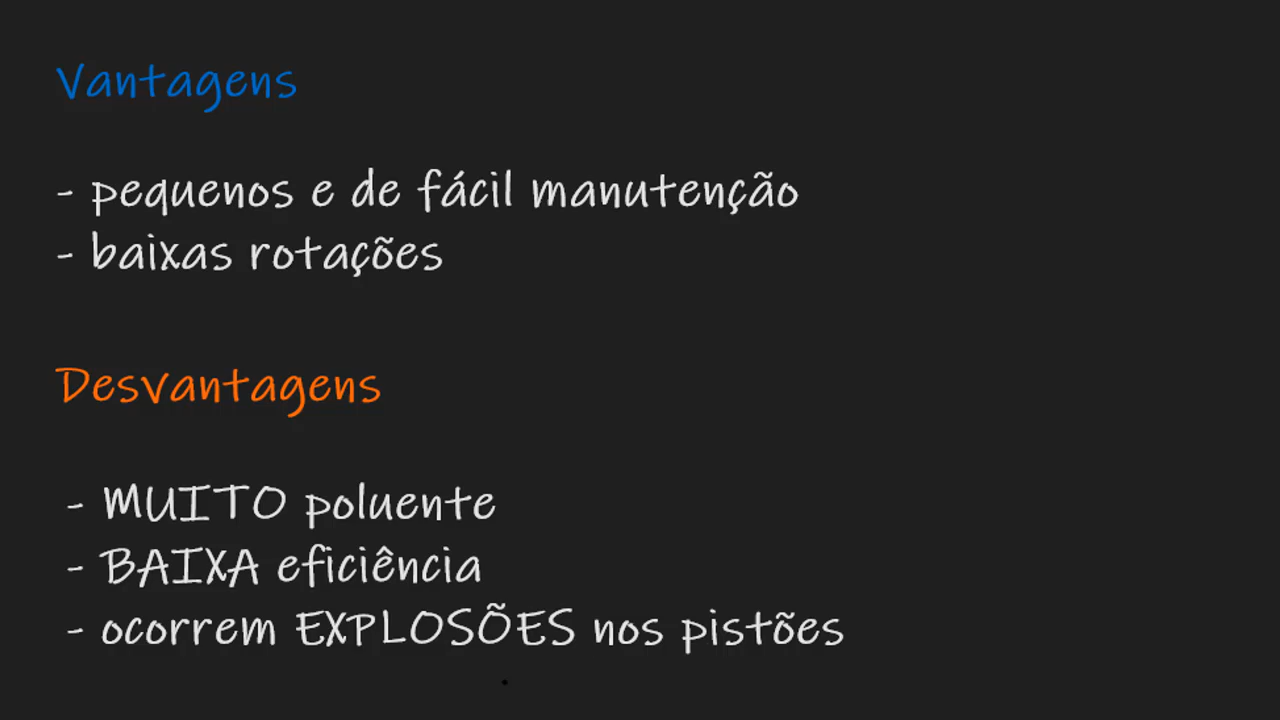 Vantagens
- pequenos e de fácil manutenção
- baixas rotações
Desvantagens
- MUITO poluente
- BAIXA eficiência
- ocorrem EXPLOSÕES nos pistões